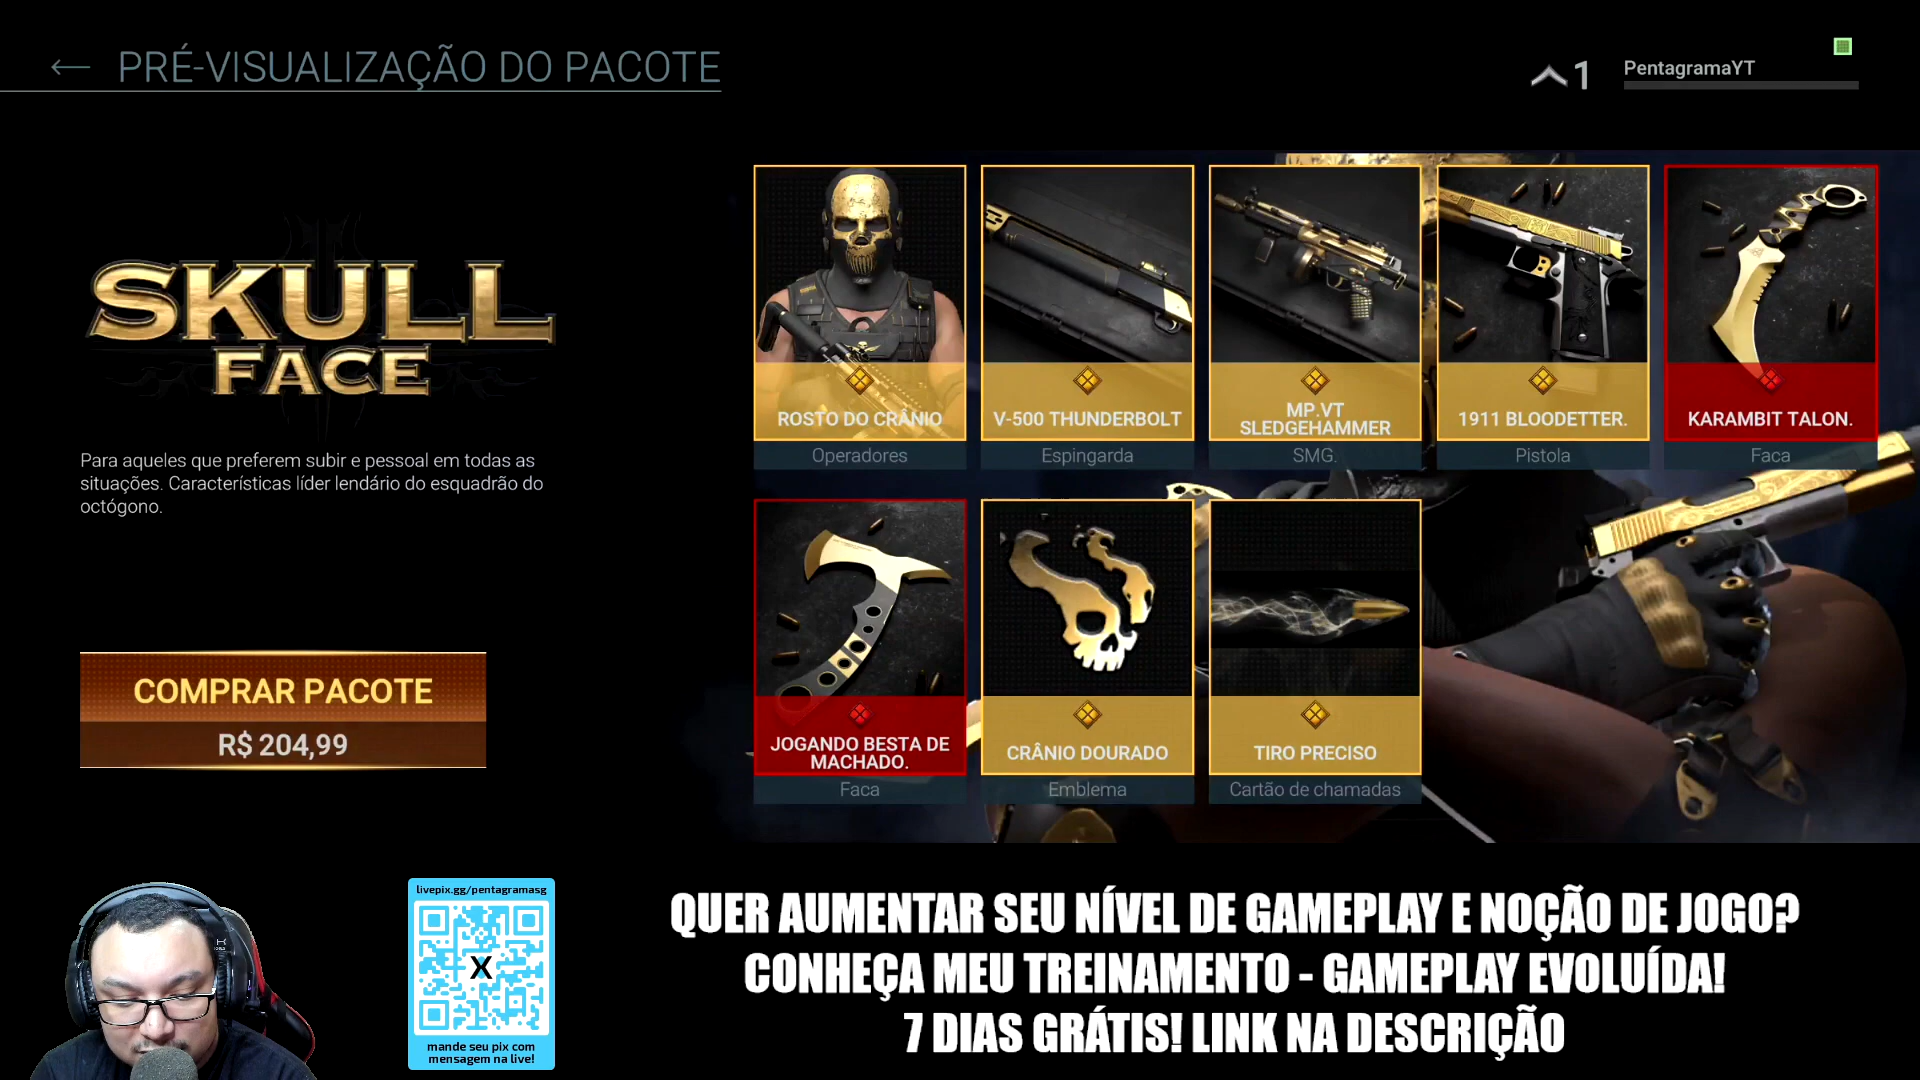 PRÉ-VISUALIZAÇÃO DO PACOTE
1
PentagramaYT
SKULL
FACE
Para aqueles que preferem subir e pessoal em todas as
situações. Características líder lendário do esquadrão do
octógono.
COMPRAR PACOTE
R$ 204,99
ROSTO DO CRÂNIO
Operadores
V-500 THUNDERBOLT
Espingarda
MP.VT
SLEDGEHAMMER
SMG.
1911 BLOODETTER.
Pistola
KARAMBIT TALON.
Faca
JOGANDO BESTA DE
MACHADO.
Faca
CRÂNIO DOURADO
Emblema
TIRO PRECISO
Cartão de chamadas
livepix.gg/pentagramasg
X
mande seu pix com
mensagem na live!
QUER AUMENTAR SEU NÍVEL DE GAMEPLAY E NOÇÃO DE JOGO?
CONHEÇA MEU TREINAMENTO - GAMEPLAY EVOLUÍDA!
7 DIAS GRÁTIS! LINK NA DESCRIÇÃO